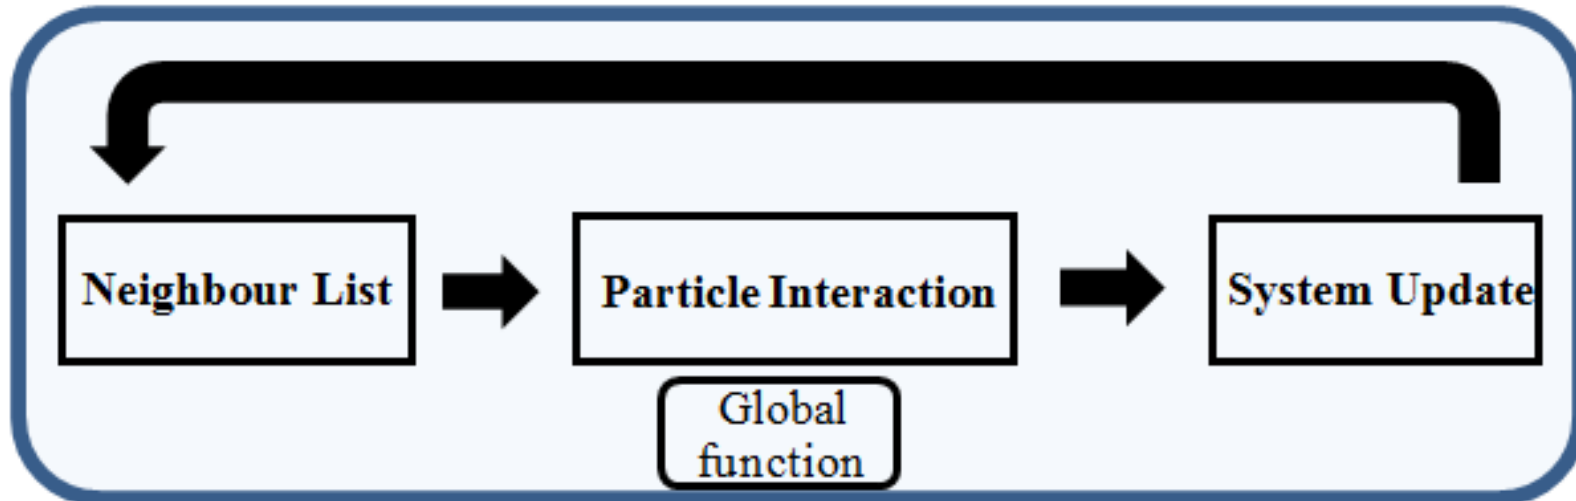 Neighbour List
Particle Interaction
System Update
Global
function